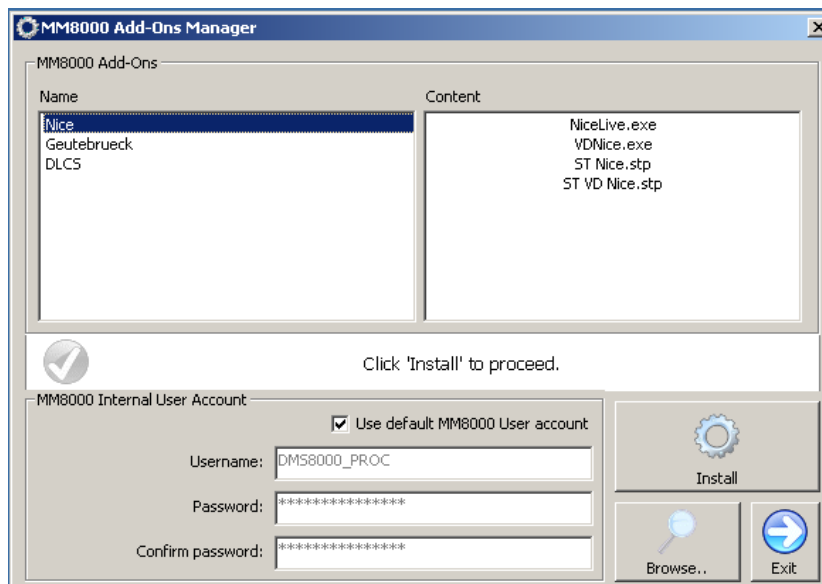 MM8000 Add-Ons Manager
MM8000 Add-Ons
Name
Content
Nice
Geutebrueck
DLCS
NiceLive.exe
VDNice.exe
ST Nice.stp
ST VD Nice.stp
Click 'Install' to proceed.
MM8000 Internal User Account
Use default MM8000 User account
Username:
DMS8000_PROC
Password:
***************
Confirm password:
***************
Install
Browse..
Exit